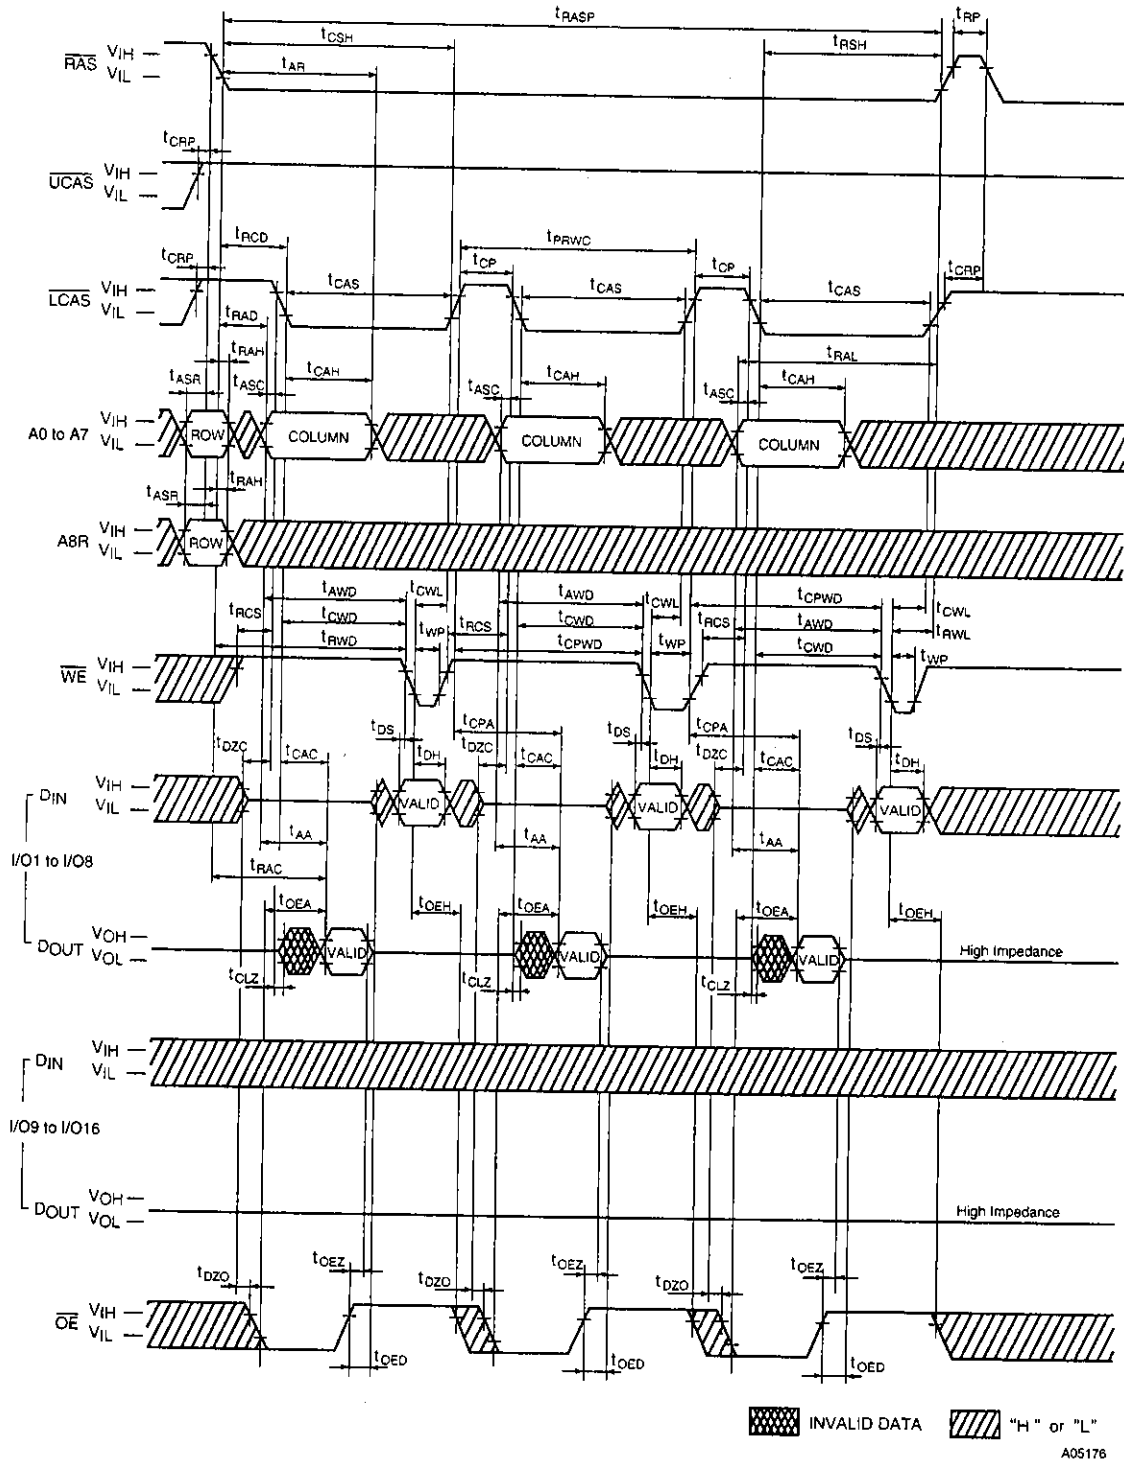 tRASP
tRP
tCSH
tRSH
tAR
RAS VIH
VIL
tCRP
UCAS VIH
VIL
tRCD
tPRWC
tCRP
tCP
tCP
tCRP
LCAS VIH
VIL
tCAS
tCAS
tCAS
tRAD
tRAH
tRAL
tASR
tASC
tCAH
tASC
tCAH
tASC
tCAH
A0 to A7 VIH
VIL
ROW
COLUMN
COLUMN
COLUMN
tASR
tRAH
A8R VIH
VIL
ROW
tAWD
tCWL
tAWD
tCWL
tCPWD
tCWL
tRCS
tCWD
tRCS
tCWD
tRCS
tAWD
tRWL
tRWD
tWP
tCPWD
tWP
tCWD
tWP
WE VIH
VIL
tCPA
tCPA
tDS
tDZC
tDS
tDZC
tDS
tDZC
tCAC
tDH
tCAC
tDH
tCAC
tDH
DIN VIH
VIL
VALID
VALID
VALID
tAA
tAA
tAA
I/O1 to I/O8
tRAC
tOEA
tOEH
tOEA
tOEH
tOEA
tOEH
DOUT VOH
VOL
VALID
VALID
VALID
High Impedance
tCLZ
tCLZ
tCLZ
DIN VIH
VIL
I/O9 to I/O16
DOUT VOH
VOL
High Impedance
tDZO
tOEZ
tDZO
tOEZ
tDZO
tOEZ
OE VIH
VIL
tOED
tOED
tOED
INVALID DATA
"H" or "L"
A05176